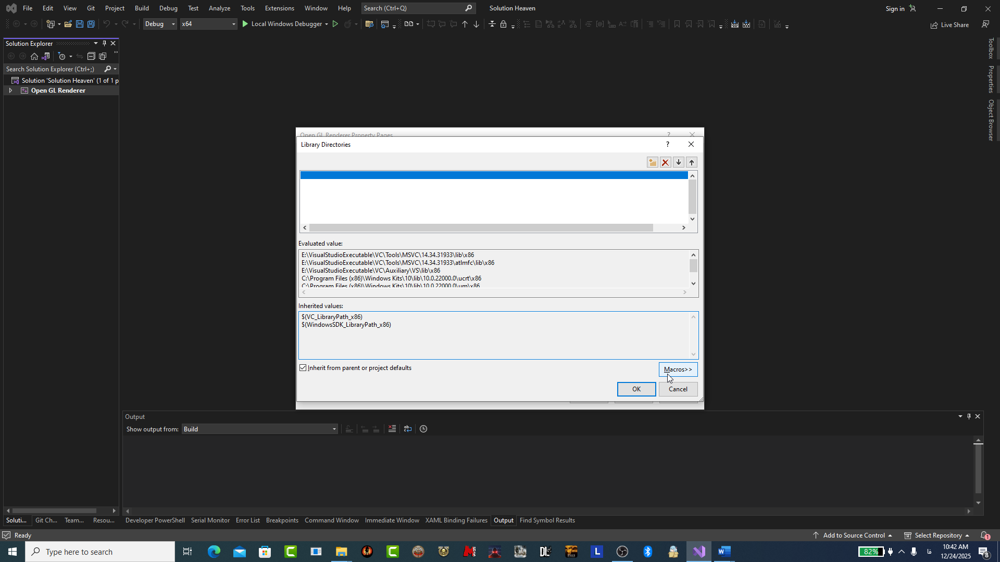 File Edit View Git Project Build Debug Test Analyze Tools Extensions Window Help Search (Ctrl+Q) Solution Heaven Sign in
Debug x64 Local Windows Debugger Live Share
Solution Explorer
Search Solution Explorer (Ctrl+;)
Solution 'Solution Heaven' (1 of 1 p
Open GL Renderer
Toolbox
Properties
Object Browser
Open GL Renderer Property Pages
Library Directories
Evaluated value:
E:\VisualStudioExecutable\VC\Tools\MSVC\14.34.31933\lib\x86
E:\VisualStudioExecutable\VC\Tools\MSVC\14.34.31933\atlmfc\lib\x86
E:\VisualStudioExecutable\VC\Auxiliary\VS\lib\x86
C:\Program Files (x86)\Windows Kits\10\lib\10.0.22000.0\ucrt\x86
C:\Program Files (x86)\Windows Kits\10\lib\10.0.22000.0\um\x86
Inherited values:
$(VC_LibraryPath_x86)
$(WindowsSDK_LibraryPath_x86)
Inherit from parent or project defaults
Macros>>
OK Cancel
Output
Show output from: Build
Soluti... Git Ch... Team... Resou... Developer PowerShell Serial Monitor Error List Breakpoints Command Window Immediate Window XAML Binding Failures Output Find Symbol Results
Ready Add to Source Control Select Repository 1
Type here to search
82%
فا
10:42 AM
12/24/2025
8